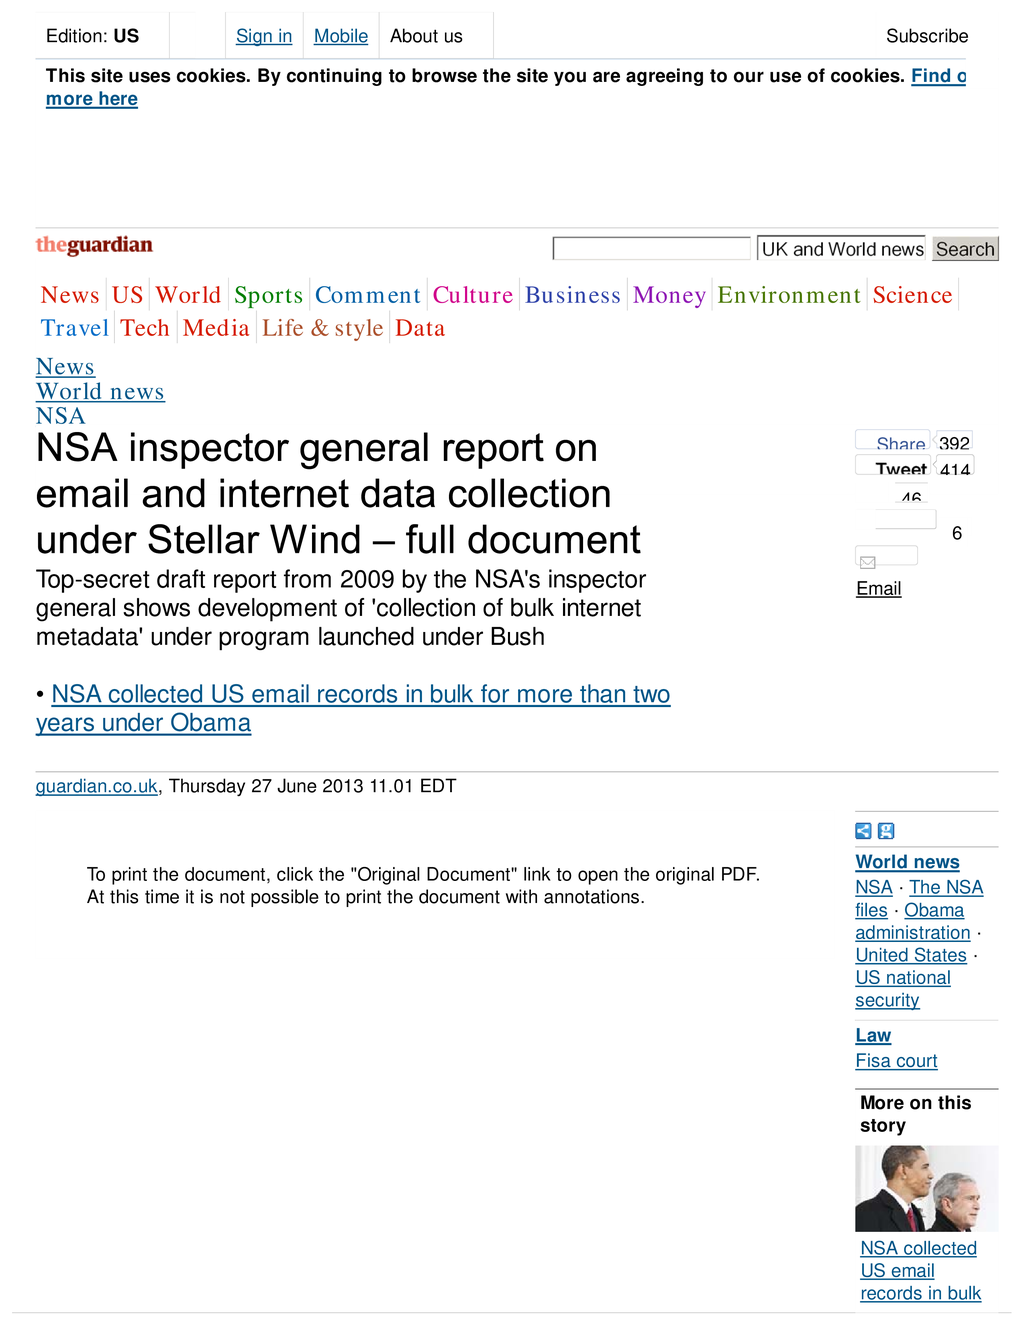 Edition: US Sign in Mobile About us Subscribe
This site uses cookies. By continuing to browse the site you are agreeing to our use of cookies. Find o
more here
theguardian UK and World news Search
News US World Sports Comment Culture Business Money Environment Science
Travel Tech Media Life & style Data
News
World news
NSA
NSA inspector general report on
email and internet data collection
under Stellar Wind – full document
Top-secret draft report from 2009 by the NSA's inspector
general shows development of 'collection of bulk internet
metadata' under program launched under Bush
• NSA collected US email records in bulk for more than two
years under Obama
Share 392
Tweet 414
46
6
Email
guardian.co.uk, Thursday 27 June 2013 11.01 EDT
To print the document, click the "Original Document" link to open the original PDF.
At this time it is not possible to print the document with annotations.
World news
NSA · The NSA
files · Obama
administration ·
United States ·
US national
security
Law
Fisa court
More on this
story
NSA collected
US email
records in bulk